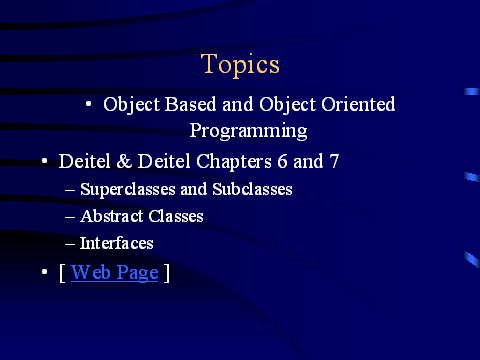 Topics
• Object Based and Object Oriented
Programming
• Deitel & Deitel Chapters 6 and 7
– Superclasses and Subclasses
– Abstract Classes
– Interfaces
• [ Web Page ]